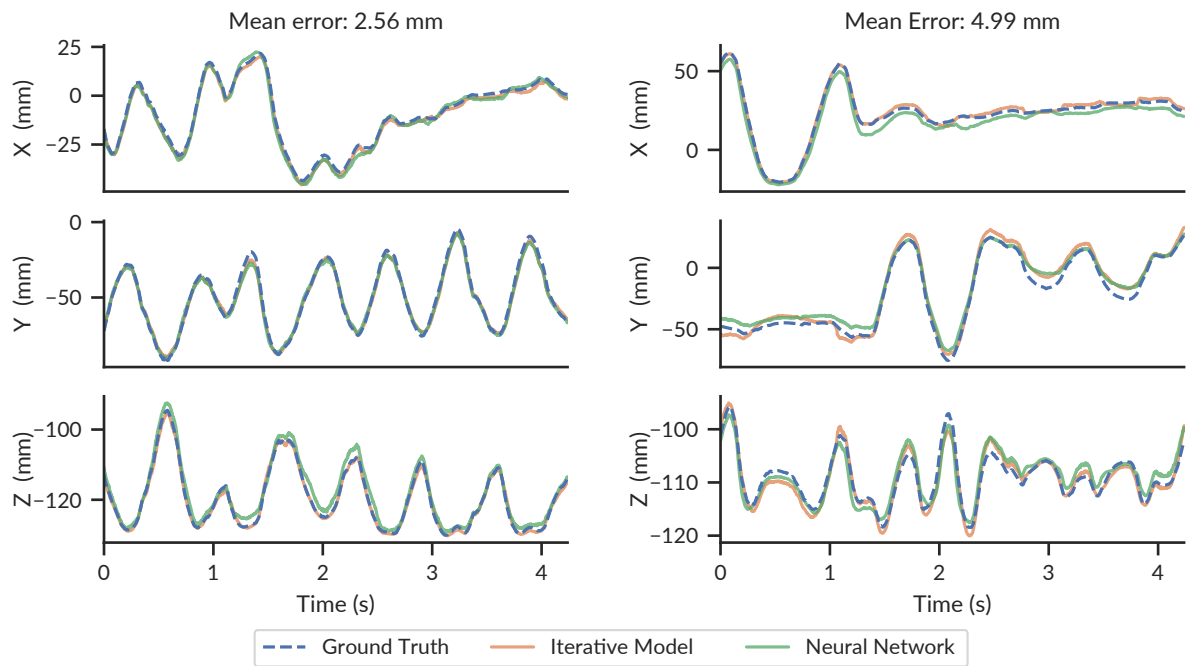 Mean error: 2.56 mm
Mean Error: 4.99 mm
X (mm)
25
0
−25
X (mm)
50
0
Y (mm)
0
−50
Y (mm)
0
−50
Z (mm)
−100
−120
Z (mm)
−100
−110
−120
0 1 2 3 4
0 1 2 3 4
Time (s)
Time (s)
Ground Truth Iterative Model Neural Network